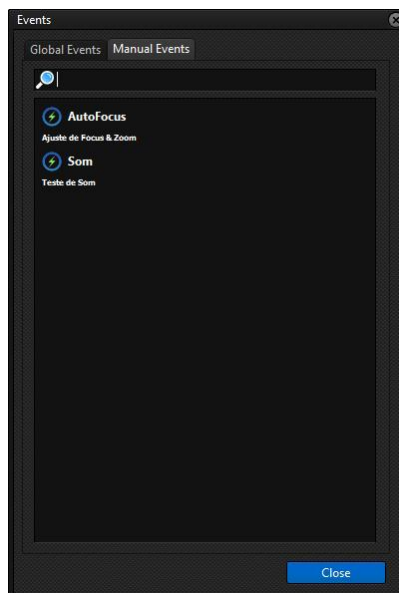 Events
Global Events Manual Events
AutoFocus
Ajuste de Focus & Zoom
Som
Teste de Som
Close